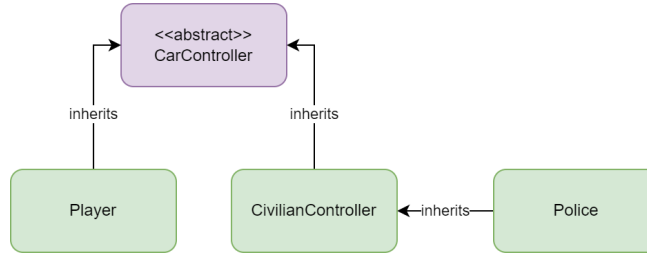 <<abstract>>
CarController
inherits
inherits
Player
CivilianController
inherits
Police